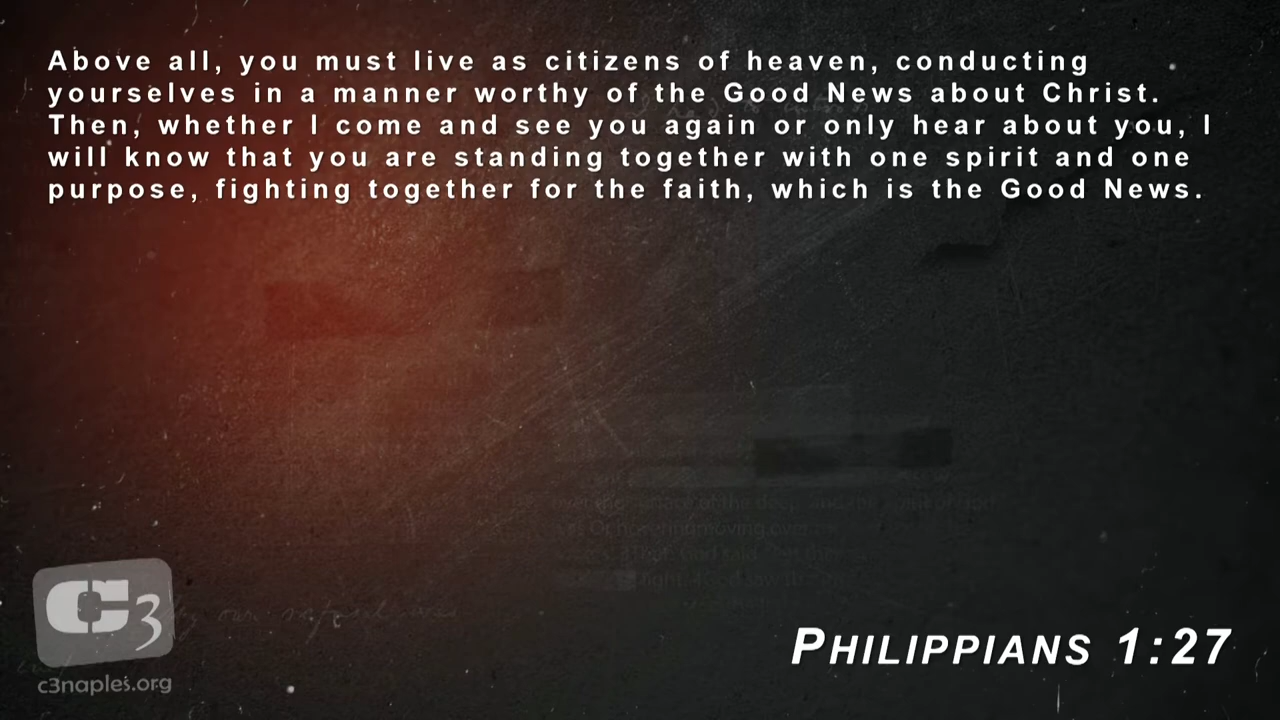 Above all, you must live as citizens of heaven, conducting
yourselves in a manner worthy of the Good News about Christ.
Then, whether I come and see you again or only hear about you, I
will know that you are standing together with one spirit and one
purpose, fighting together for the faith, which is the Good News.
C3
c3naples.org
PHILIPPIANS 1:27